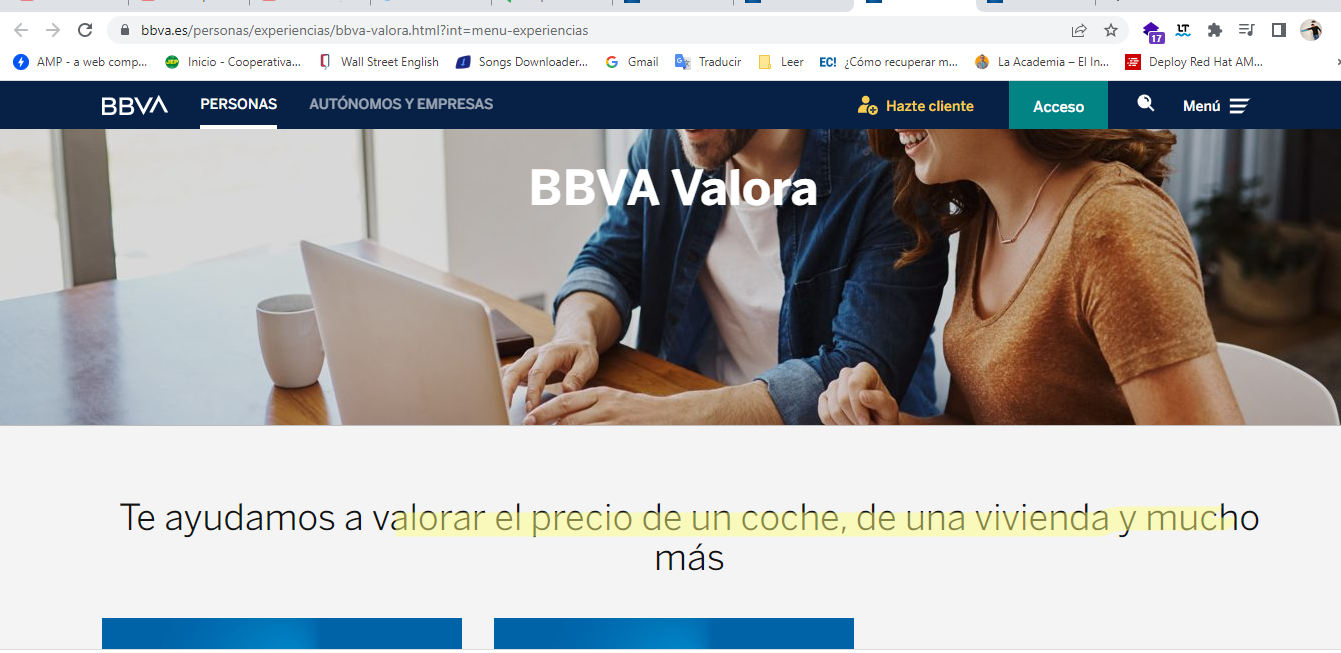 bbva.es/personas/experiencias/bbva-valora.html?int=menu-experiencias
17
LT
AMP - a web comp...
JEP
Inicio - Cooperativa...
Wall Street English
Songs Downloader...
G
Gmail
Traducir
Leer
EC!
¿Cómo recuperar m...
La Academia – El In...
Deploy Red Hat AM...
BBVA
PERSONAS
AUTÓNOMOS Y EMPRESAS
Hazte cliente
Acceso
Menú
BBVA Valora
Te ayudamos a valorar el precio de un coche, de una vivienda y mucho
más